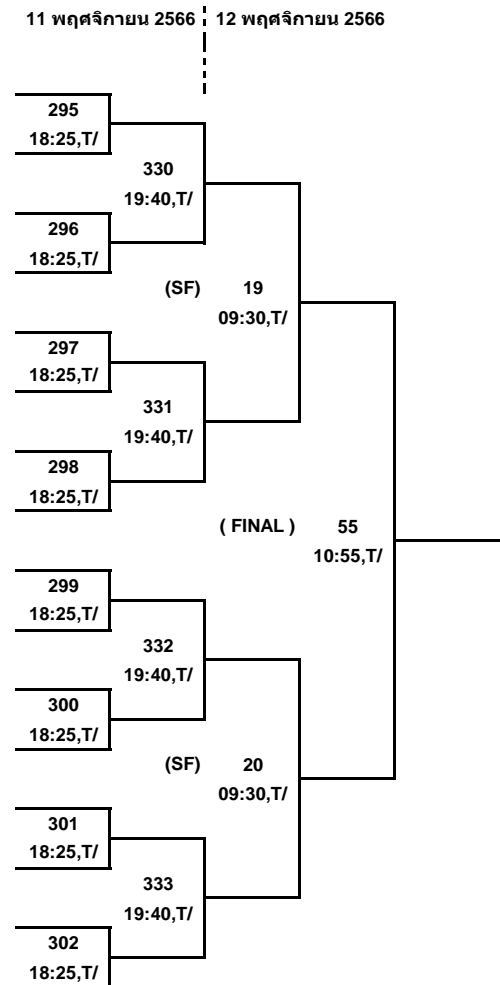 11 พฤศจิกายน 2566 12 พฤศจิกายน 2566
295
18:25,T/
330
19:40,T/
296
18:25,T/
(SF) 19
09:30,T/
297
18:25,T/
331
19:40,T/
298
18:25,T/
( FINAL ) 55
10:55,T/
299
18:25,T/
332
19:40,T/
300
18:25,T/
(SF) 20
09:30,T/
301
18:25,T/
333
19:40,T/
302
18:25,T/